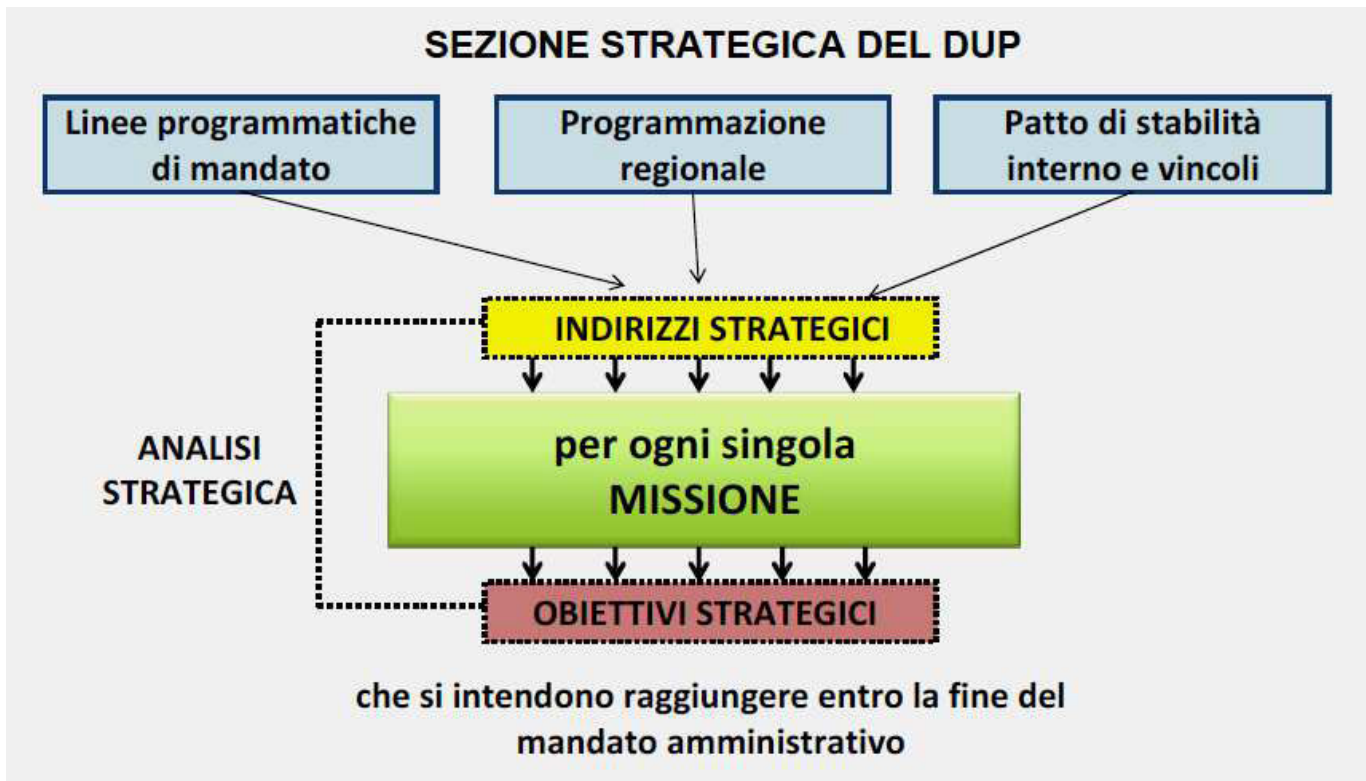 SEZIONE STRATEGICA DEL DUP
Linee programmatiche
di mandato
Programmazione
regionale
Patto di stabilità
interno e vincoli
INDIRIZZI STRATEGICI
ANALISI
STRATEGICA
per ogni singola
MISSIONE
OBIETTIVI STRATEGICI
che si intendono raggiungere entro la fine del
mandato amministrativo